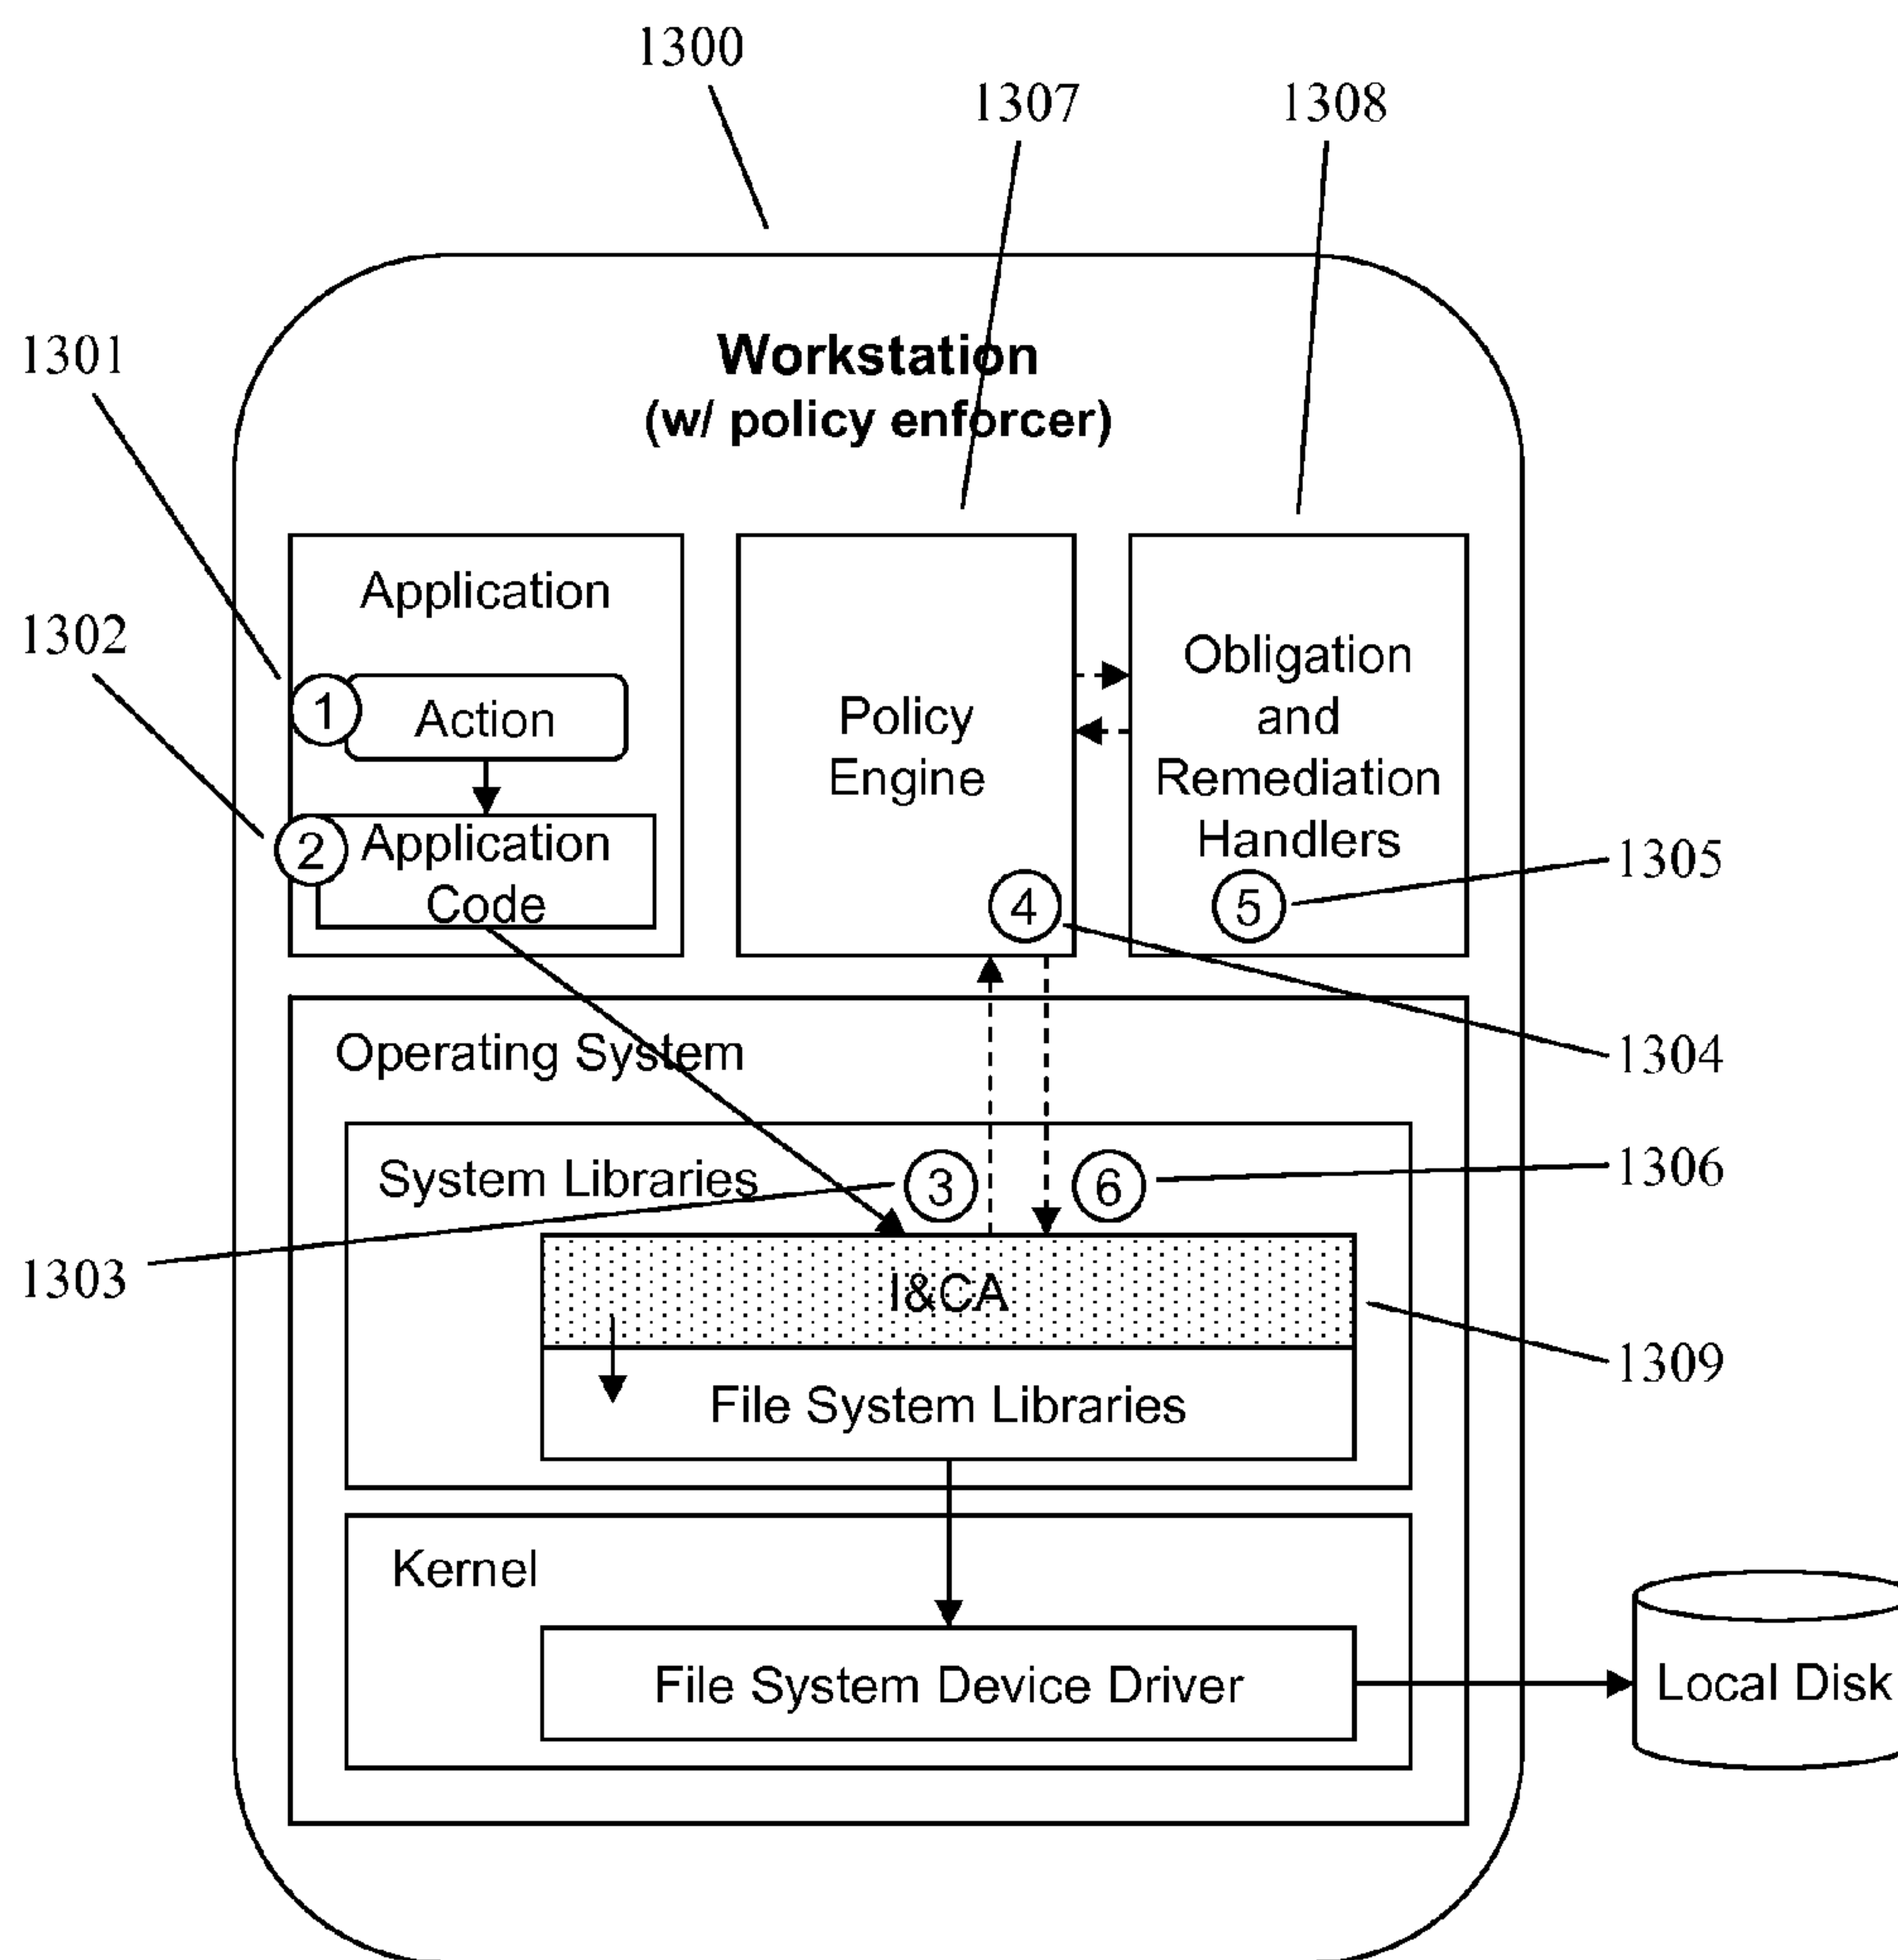 1300
1307
1308
1301
Workstation
(w/ policy enforcer)
1302
Application
1
Action
2
Application
Code
Policy
Engine
4
Obligation
and
Remediation
Handlers
5
1305
Operating System
1304
System Libraries
3
6
1306
1303
I&CA
1309
File System Libraries
Kernel
File System Device Driver
Local Disk